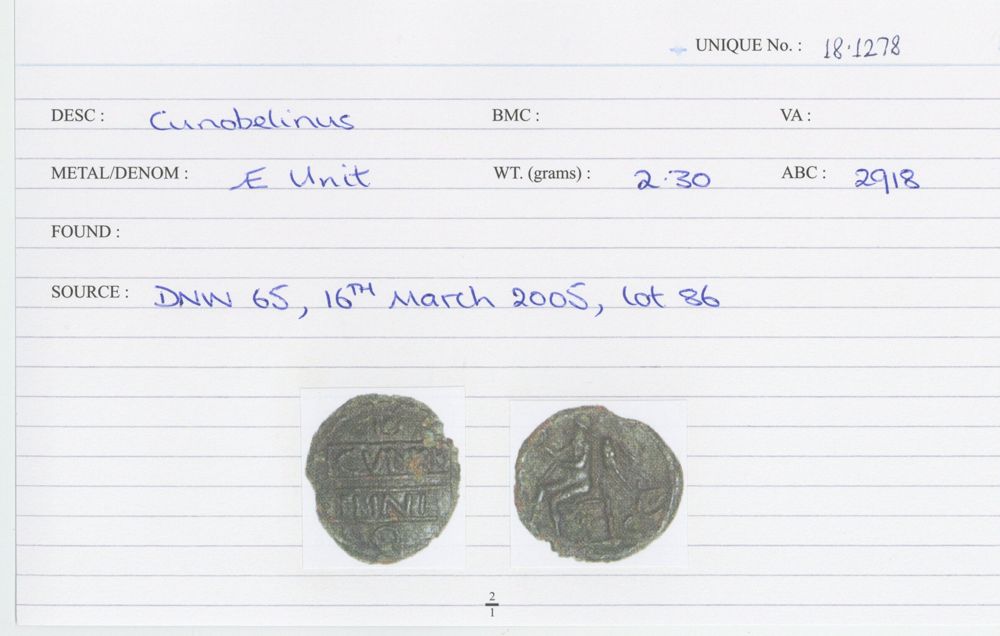 UNIQUE No. : 18.1278
DESC : Cunobelinus BMC : VA :
METAL/DENOM : Æ Unit WT. (grams) : 2.30 ABC : 2918
FOUND :
SOURCE : DNW 65, 16TH March 2005, lot 86
2
1